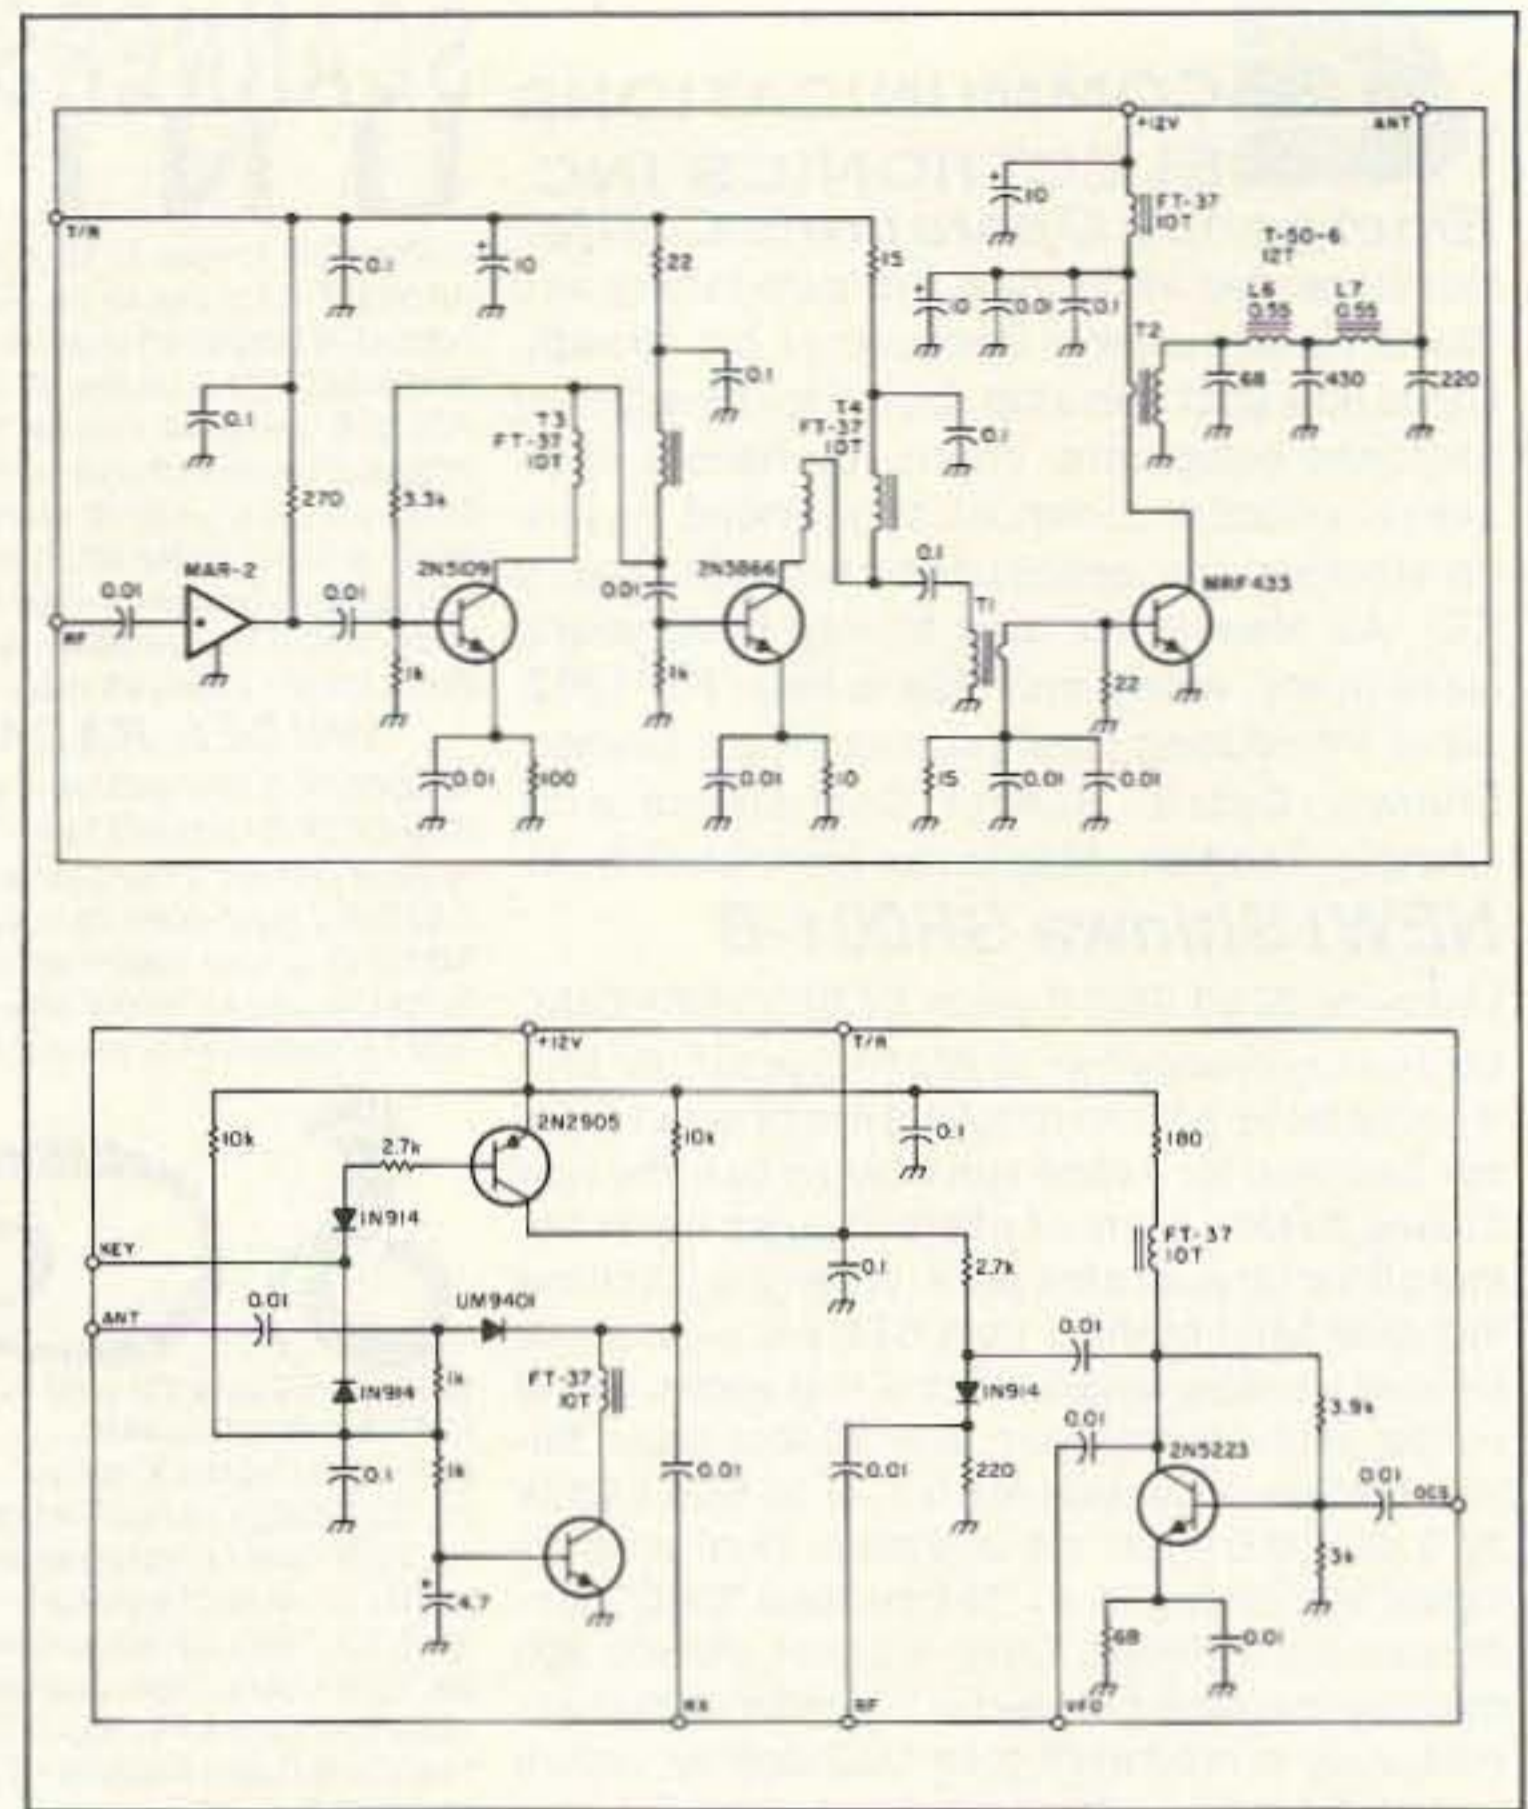 +12V
ANT
T/R
0.1
10
22
15
10
FT-37
10T
T-50-6
12T
L6
0.55
L7
0.55
10
0.01
0.1
T2
68
430
220
0.1
0.1
T3
FT-37
10T
T4
FT-37
10T
0.1
270
3.3k
0.01
MAR-2
0.01
2N5109
0.01
2N3866
0.1
T1
MRF433
RF
1k
1k
22
0.01
100
0.01
10
15
0.01
0.01
+12V
T/R
10k
2.7k
2N2905
10k
0.1
180
1N914
KEY
FT-37
10T
0.1
2.7k
ANT
0.01
UM9401
0.01
1k
FT-37
10T
1N914
1N914
3.9k
0.01
2N5223
0.1
1k
0.01
0.01
220
0.01
3k
4.7
68
0.01
RF
VFO